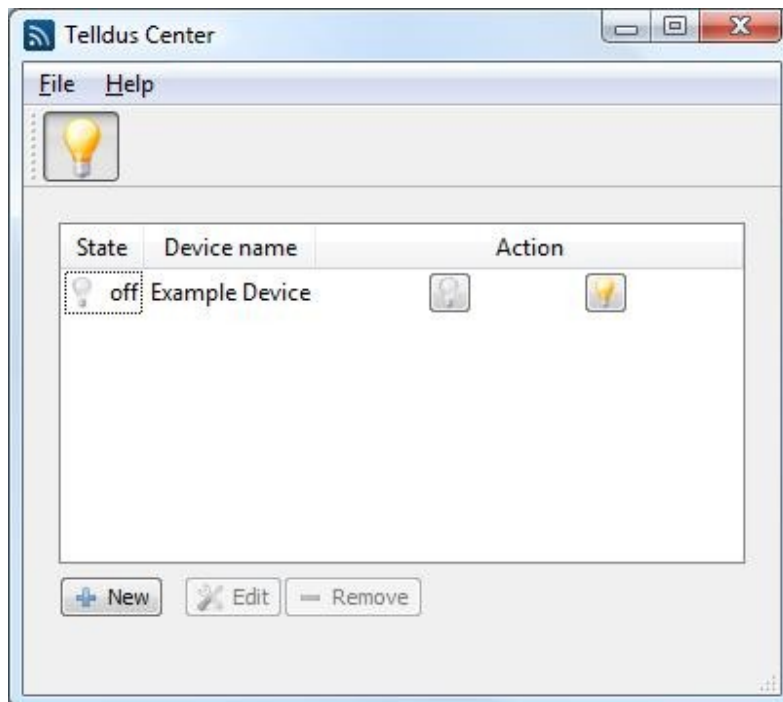 Telldus Center
File Help
State Device name Action
off Example Device
New Edit Remove